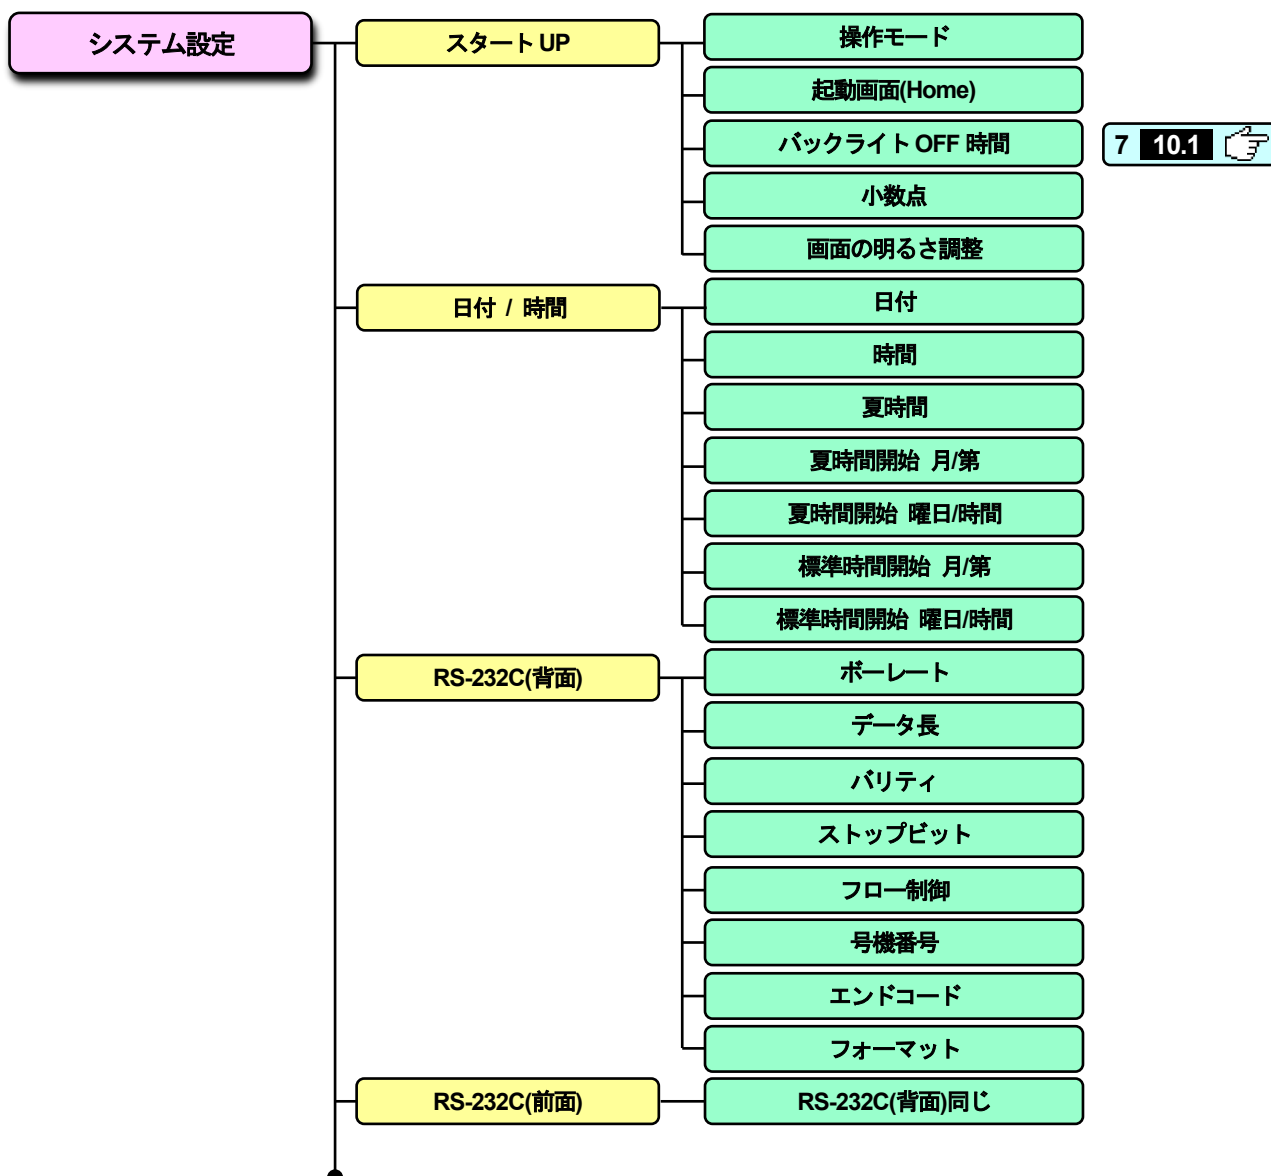 システム設定
スタートUP
操作モード
起動画面(Home)
バックライトOFF時間
7 10.1
小数点
画面の明るさ調整
日付 / 時間
日付
時間
夏時間
夏時間開始 月/第
夏時間開始 曜日/時間
標準時間開始 月/第
標準時間開始 曜日/時間
RS-232C(背面)
ボーレート
データ長
パリティ
ストップビット
フロー制御
号機番号
エンドコード
フォーマット
RS-232C(前面)
RS-232C(背面)同じ